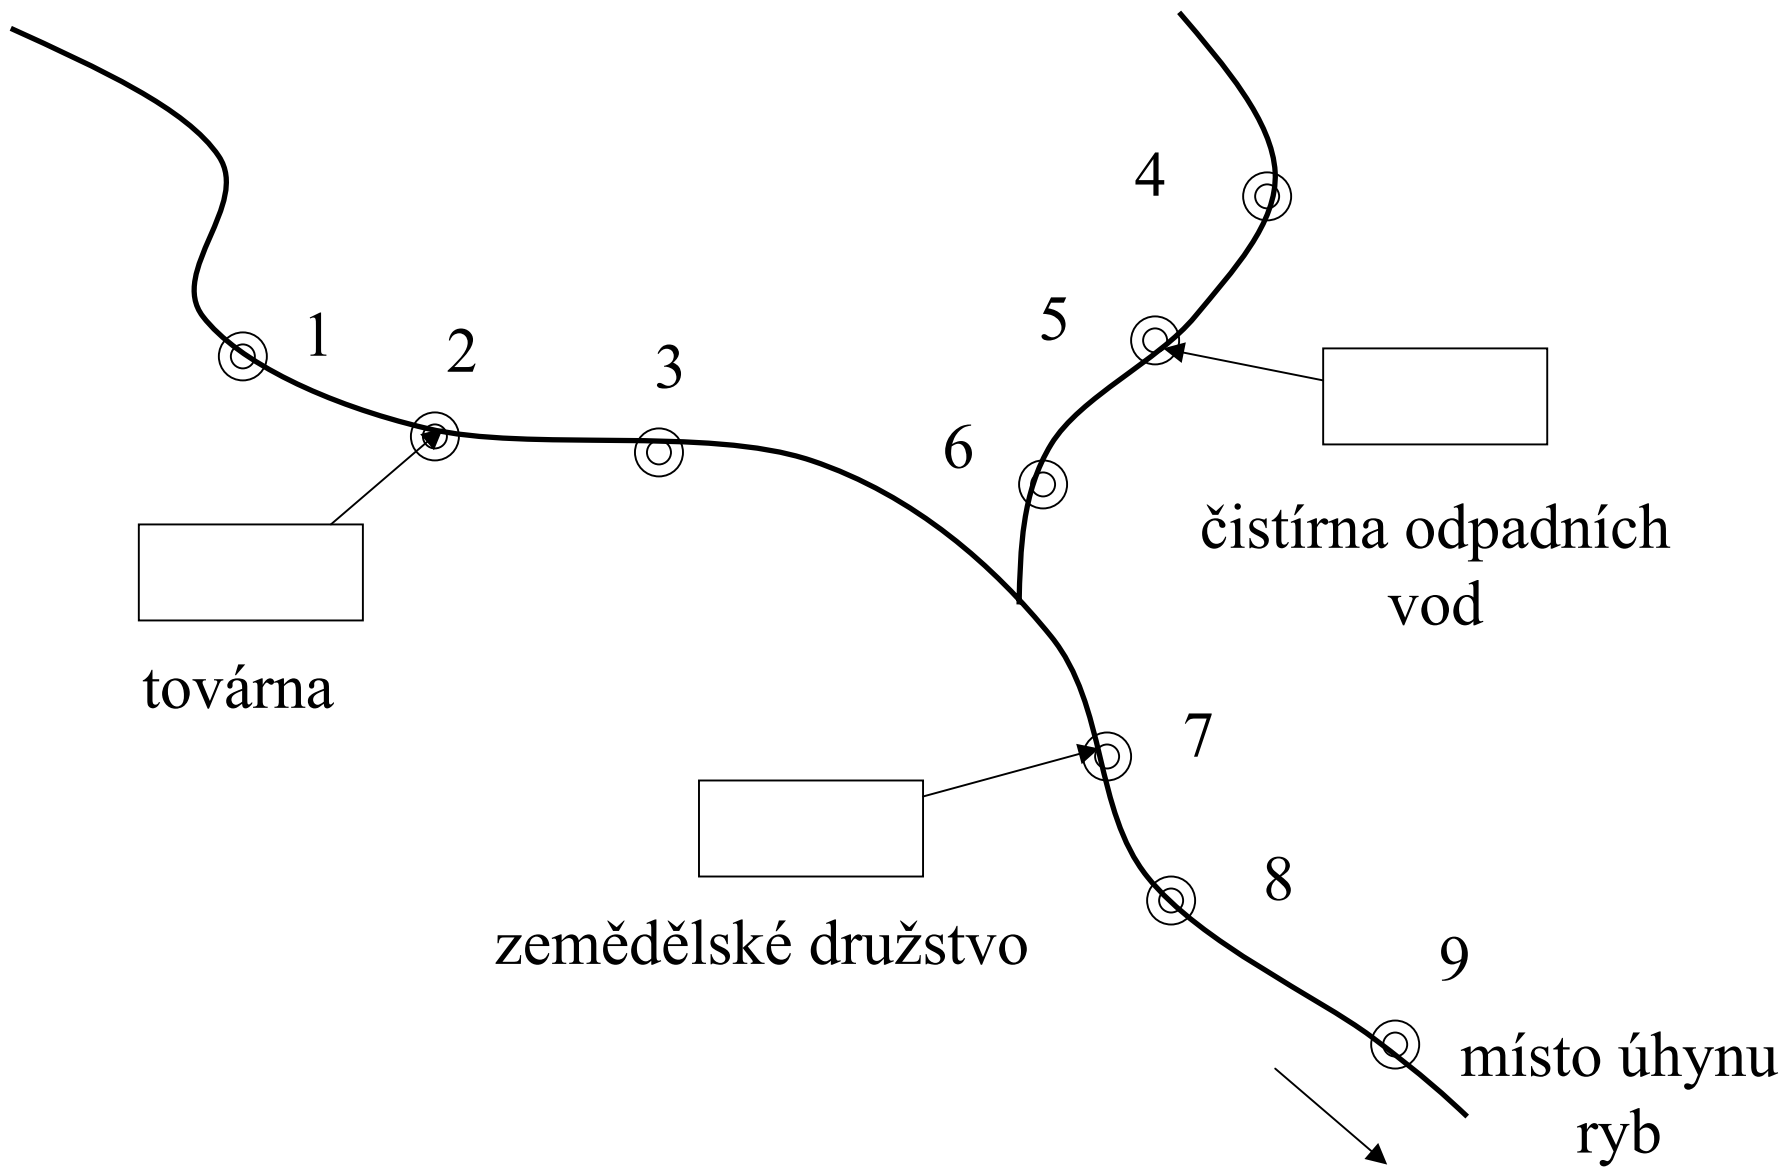 4
5
1
2
3
6
čistírna odpadních
vod
továrna
7
8
zemědělské družstvo
9
místo úhynu
ryb